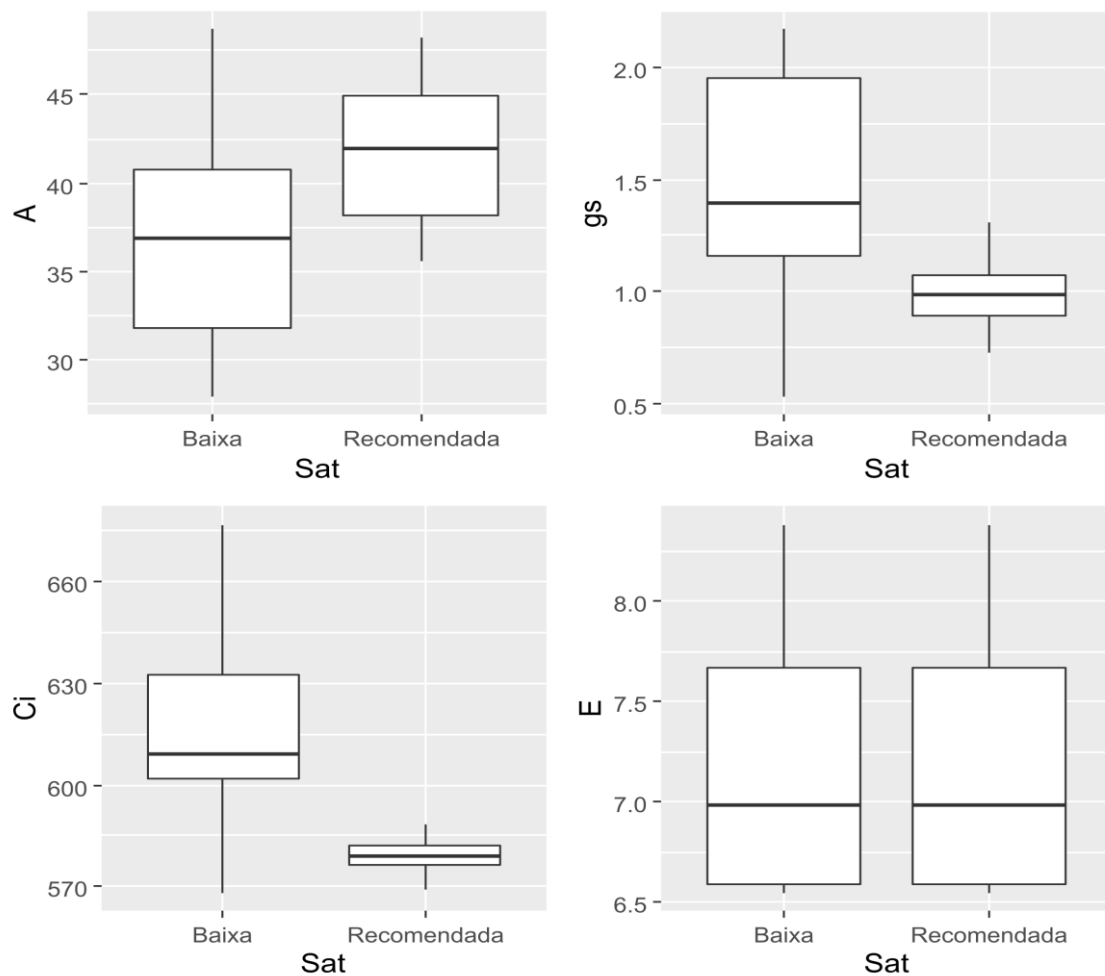 A
45
40
35
30
Baixa Recomendada
Sat
gs
2.0
1.5
1.0
0.5
Baixa Recomendada
Sat
Ci
660
630
600
570
Baixa Recomendada
Sat
E
8.0
7.5
7.0
6.5
Baixa Recomendada
Sat